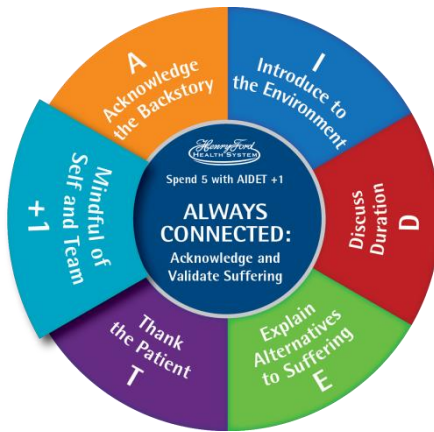 A
Acknowledge
the Backstory
I
Introduce to
the Environment
D
Discuss
Duration
E
Explain
Alternatives
to Suffering
T
Thank
the Patient
+1
Mindful of
Self and Team
Henry Ford
HEALTH SYSTEM
Spend 5 with AIDET +1
ALWAYS
CONNECTED:
Acknowledge and
Validate Suffering